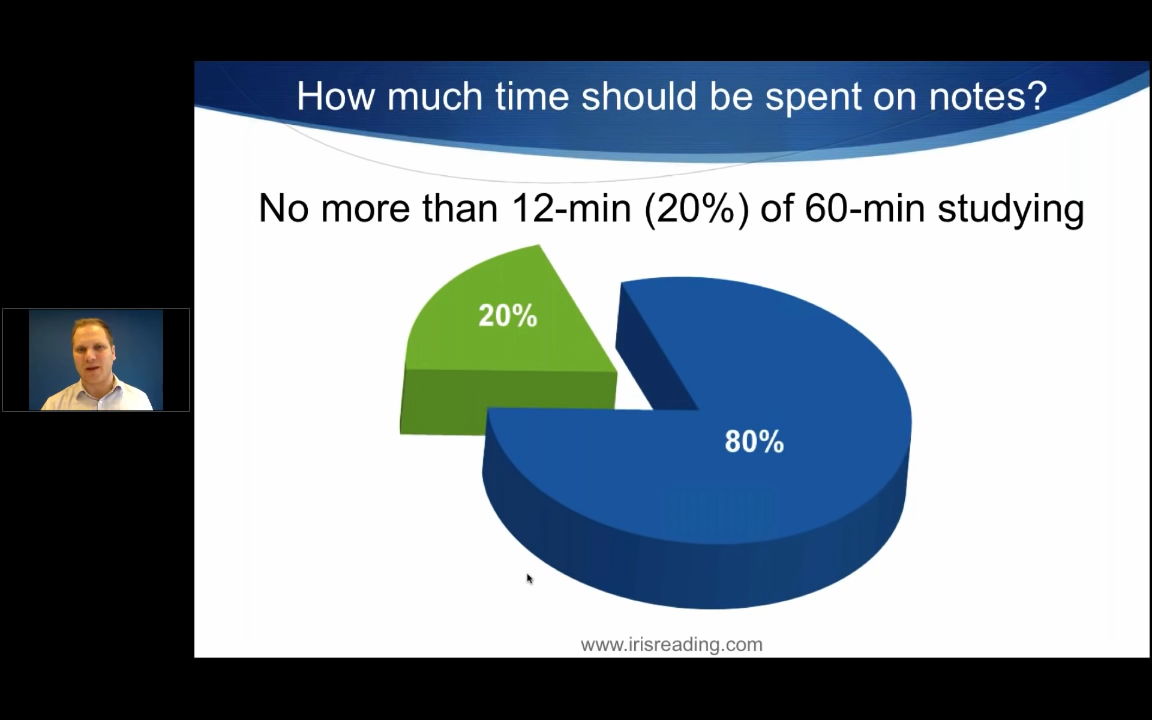 How much time should be spent on notes?
No more than 12-min (20%) of 60-min studying
20%
80%
www.irisreading.com